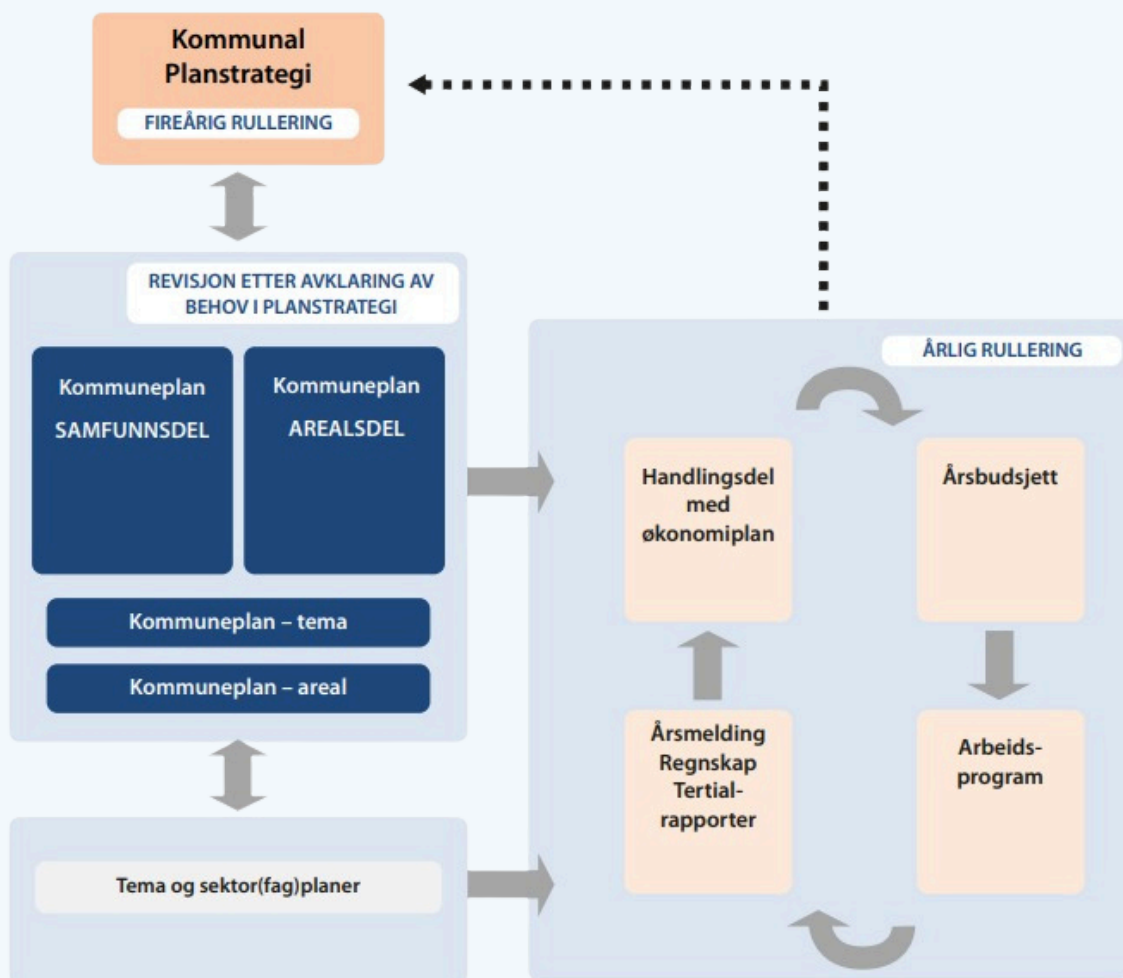 Kommunal
Planstrategi
FIREÅRIG RULLERING
REVISJON ETTER AVKLARING AV
BEHOV I PLANSTRATEGI
Kommuneplan
SAMFUNNSDEL
Kommuneplan
AREALSDEL
Kommuneplan – tema
Kommuneplan – areal
Tema og sektor(fag)planer
ÅRLIG RULLERING
Handlingsdel
med
økonomiplan
Årsbudsjett
Årsmelding
Regnskap
Tertial-
rapporter
Arbeids-
program